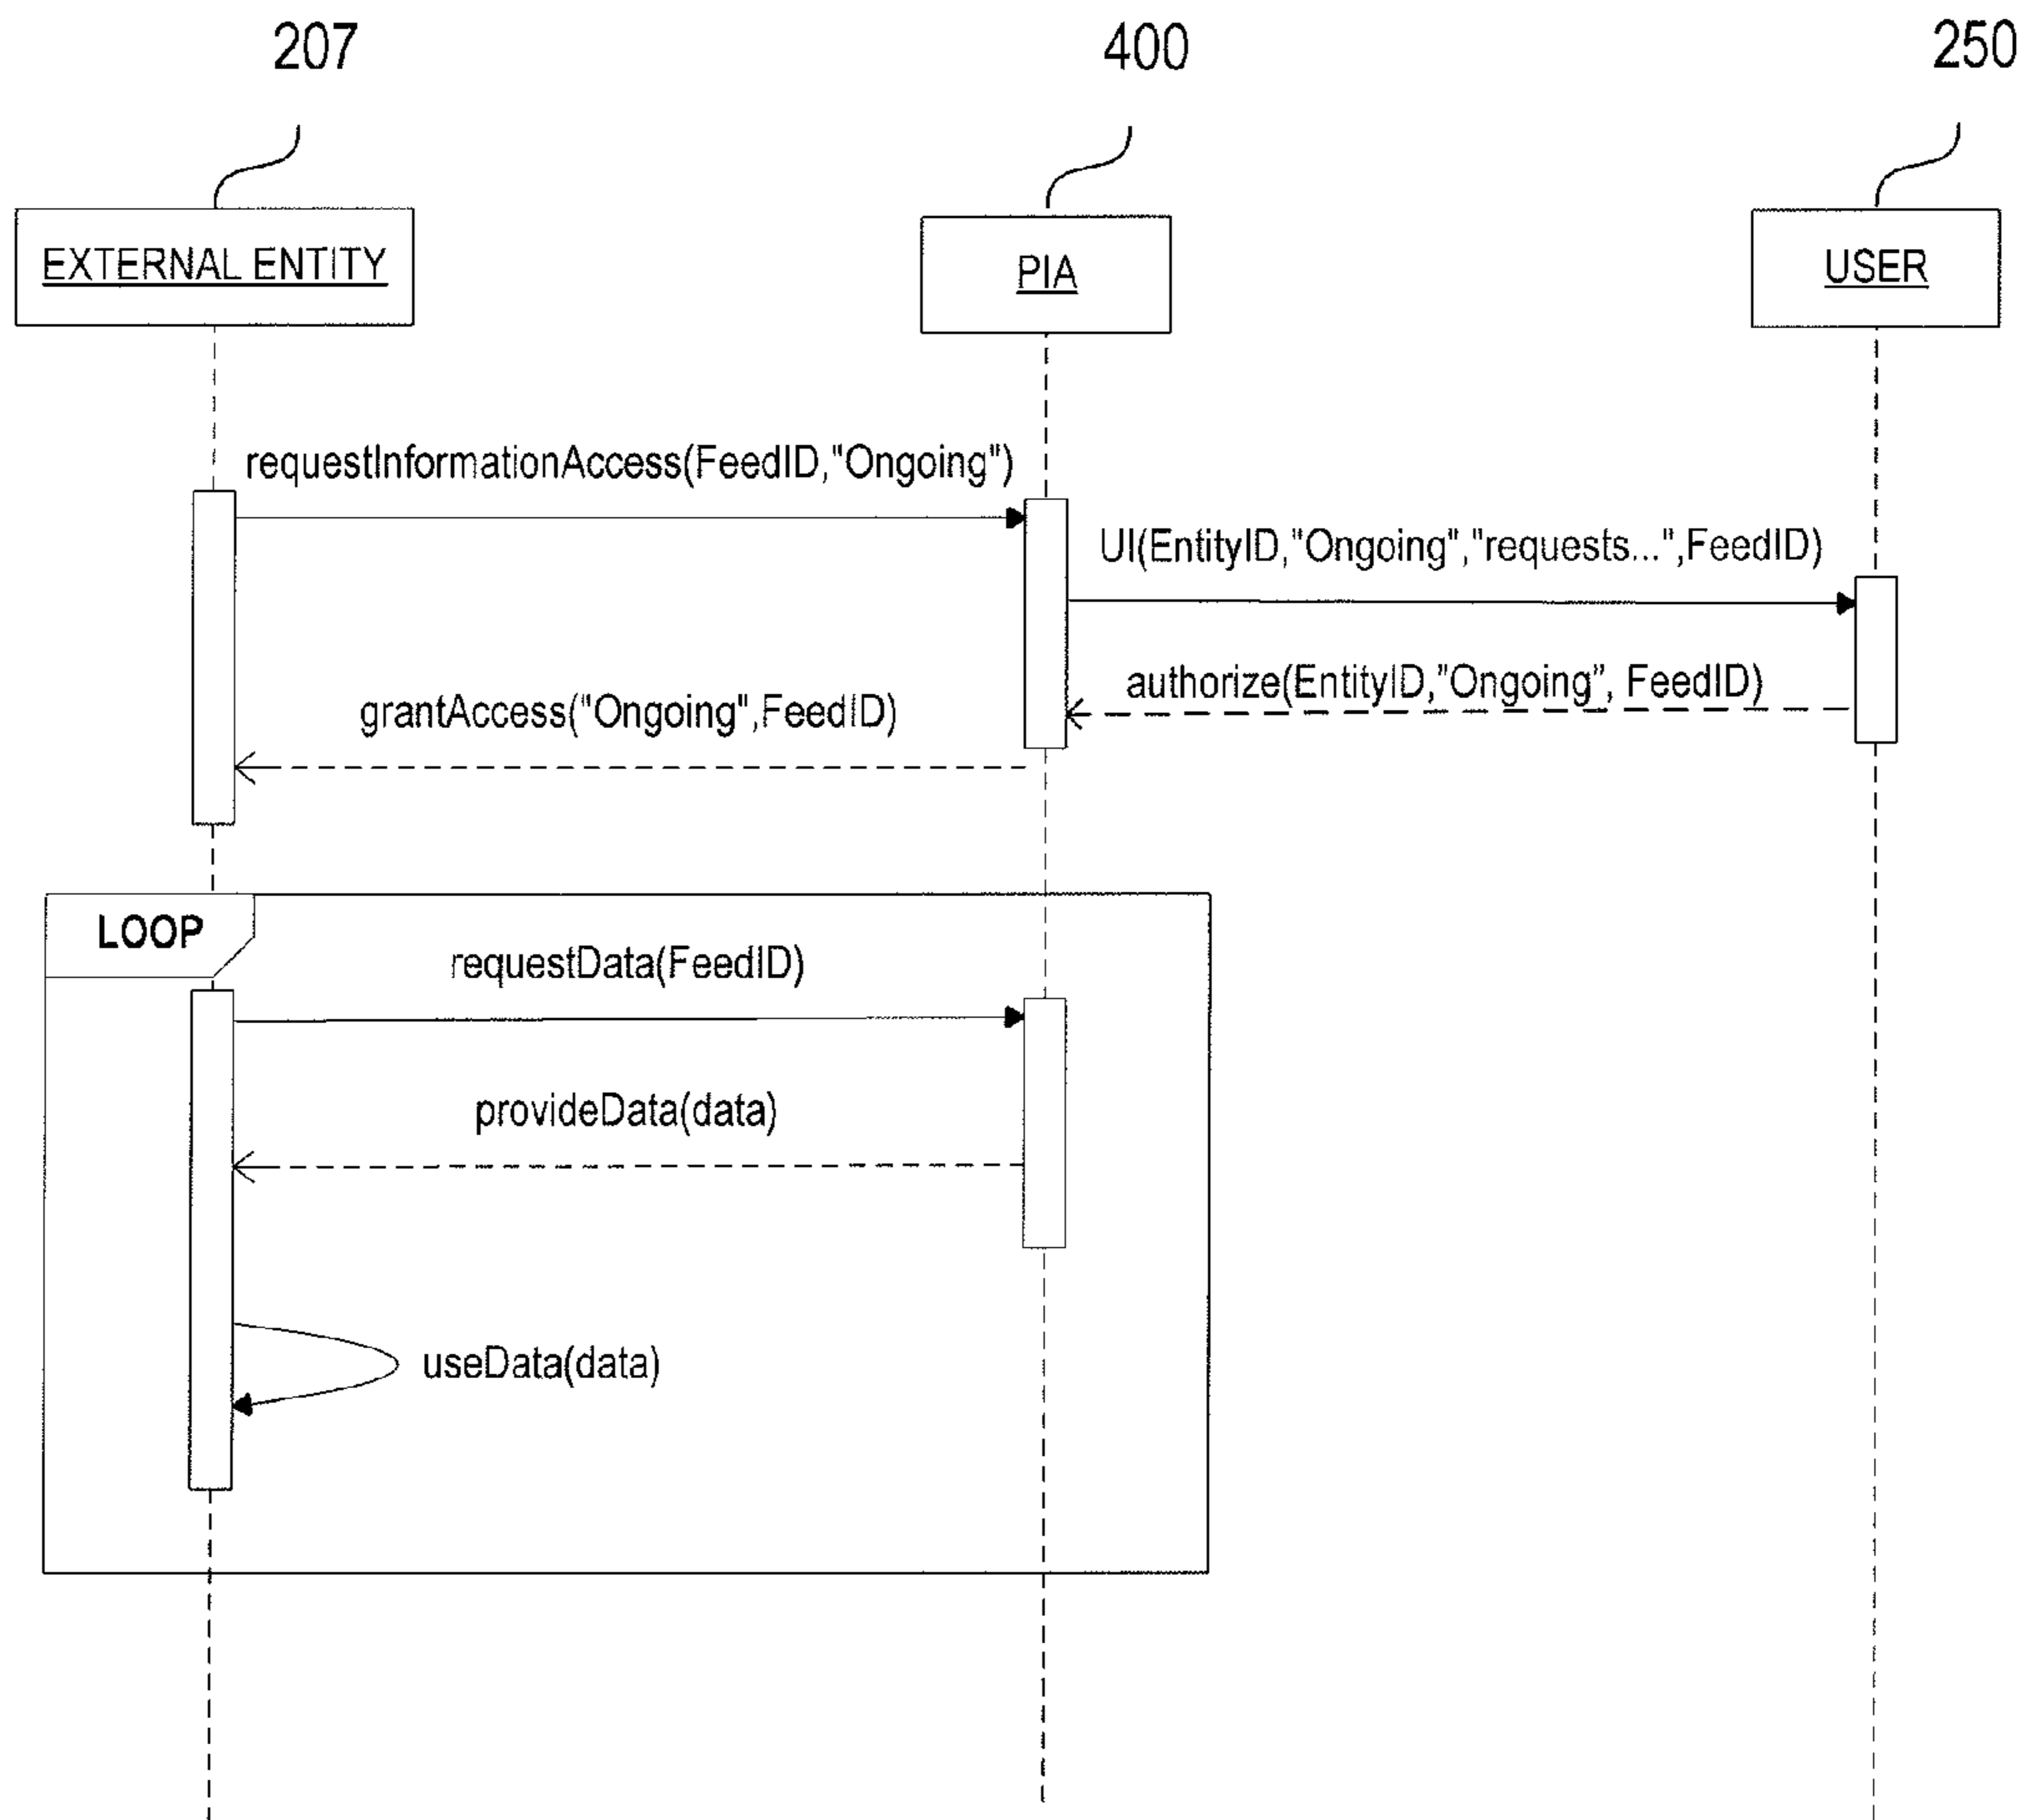 207
400
250
EXTERNAL ENTITY
PIA
USER
requestInformationAccess(FeedID,"Ongoing")
UI(EntityID,"Ongoing","requests...",FeedID)
authorize(EntityID,"Ongoing", FeedID)
grantAccess("Ongoing",FeedID)
LOOP
requestData(FeedID)
provideData(data)
useData(data)